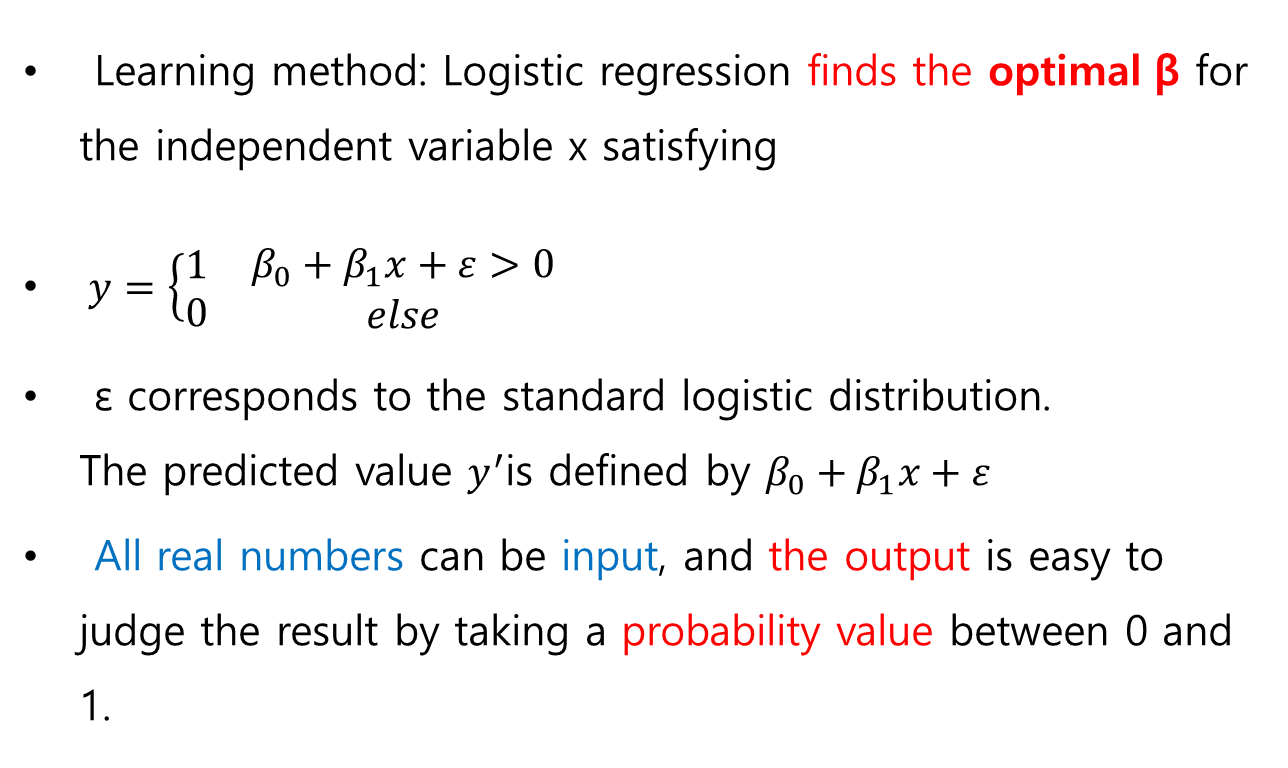 • Learning method: Logistic regression finds the optimal β for
the independent variable x satisfying
• y = {1 β₀ + β₁x + ε > 0
0 else
• ε corresponds to the standard logistic distribution.
The predicted value y′is defined by β₀ + β₁x + ε
• All real numbers can be input, and the output is easy to
judge the result by taking a probability value between 0 and
1.